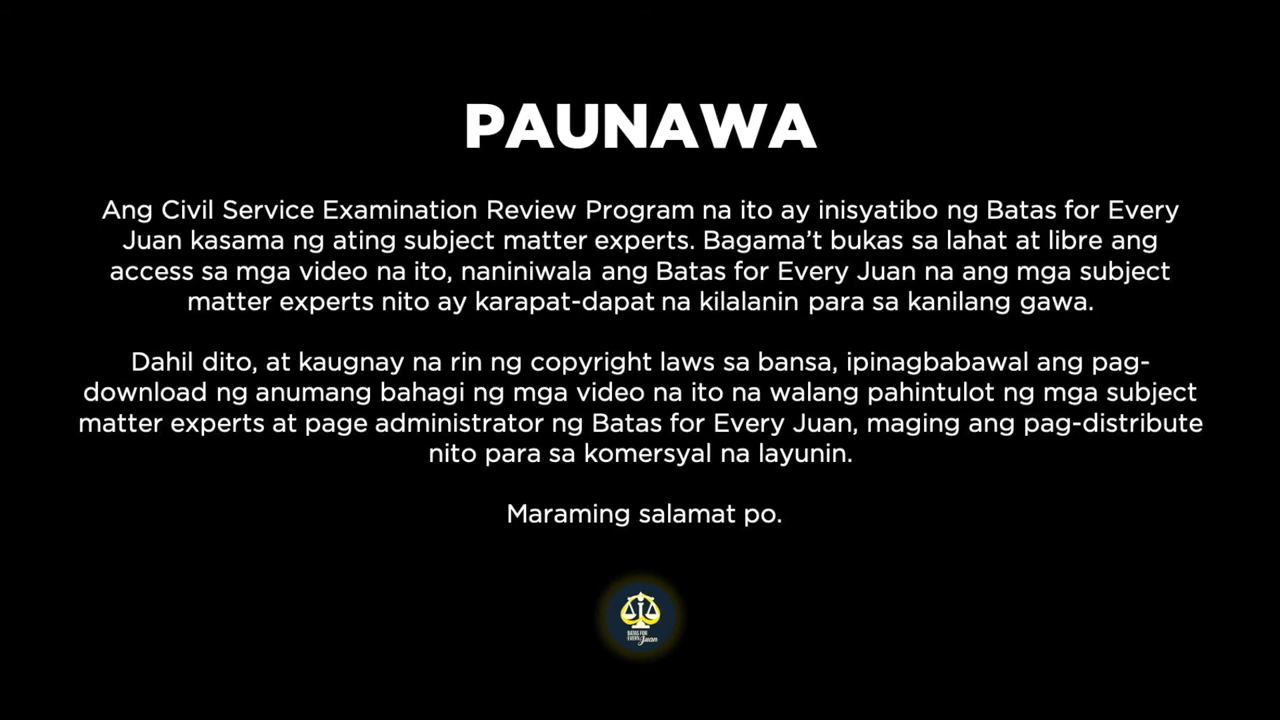 PAUNAWA
Ang Civil Service Examination Review Program na ito ay inisyatibo ng Batas for Every
Juan kasama ng ating subject matter experts. Bagama’t bukas sa lahat at libre ang
access sa mga video na ito, naniniwala ang Batas for Every Juan na ang mga subject
matter experts nito ay karapat-dapat na kilalanin para sa kanilang gawa.
Dahil dito, at kaugnay na rin ng copyright laws sa bansa, ipinagbabawal ang pag-
download ng anumang bahagi ng mga video na ito na walang pahintulot ng mga subject
matter experts at page administrator ng Batas for Every Juan, maging ang pag-distribute
nito para sa komersyal na layunin.
Maraming salamat po.
BATAS FOR
EVERY Juan